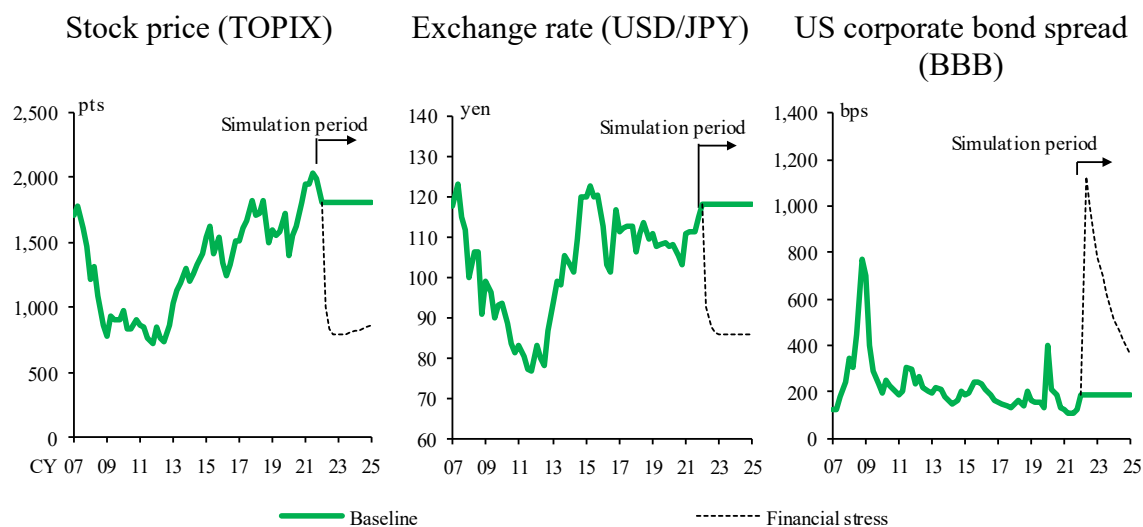 Stock price (TOPIX)
pts
2,500
2,000
1,500
1,000
500
0
Simulation period
CY 07 09 11 13 15 17 19 21 23 25
Exchange rate (USD/JPY)
yen
140
130
120
110
100
90
80
70
60
Simulation period
07 09 11 13 15 17 19 21 23 25
US corporate bond spread
(BBB)
bps
1,400
1,200
1,000
800
600
400
200
0
Simulation period
07 09 11 13 15 17 19 21 23 25
Baseline
Financial stress